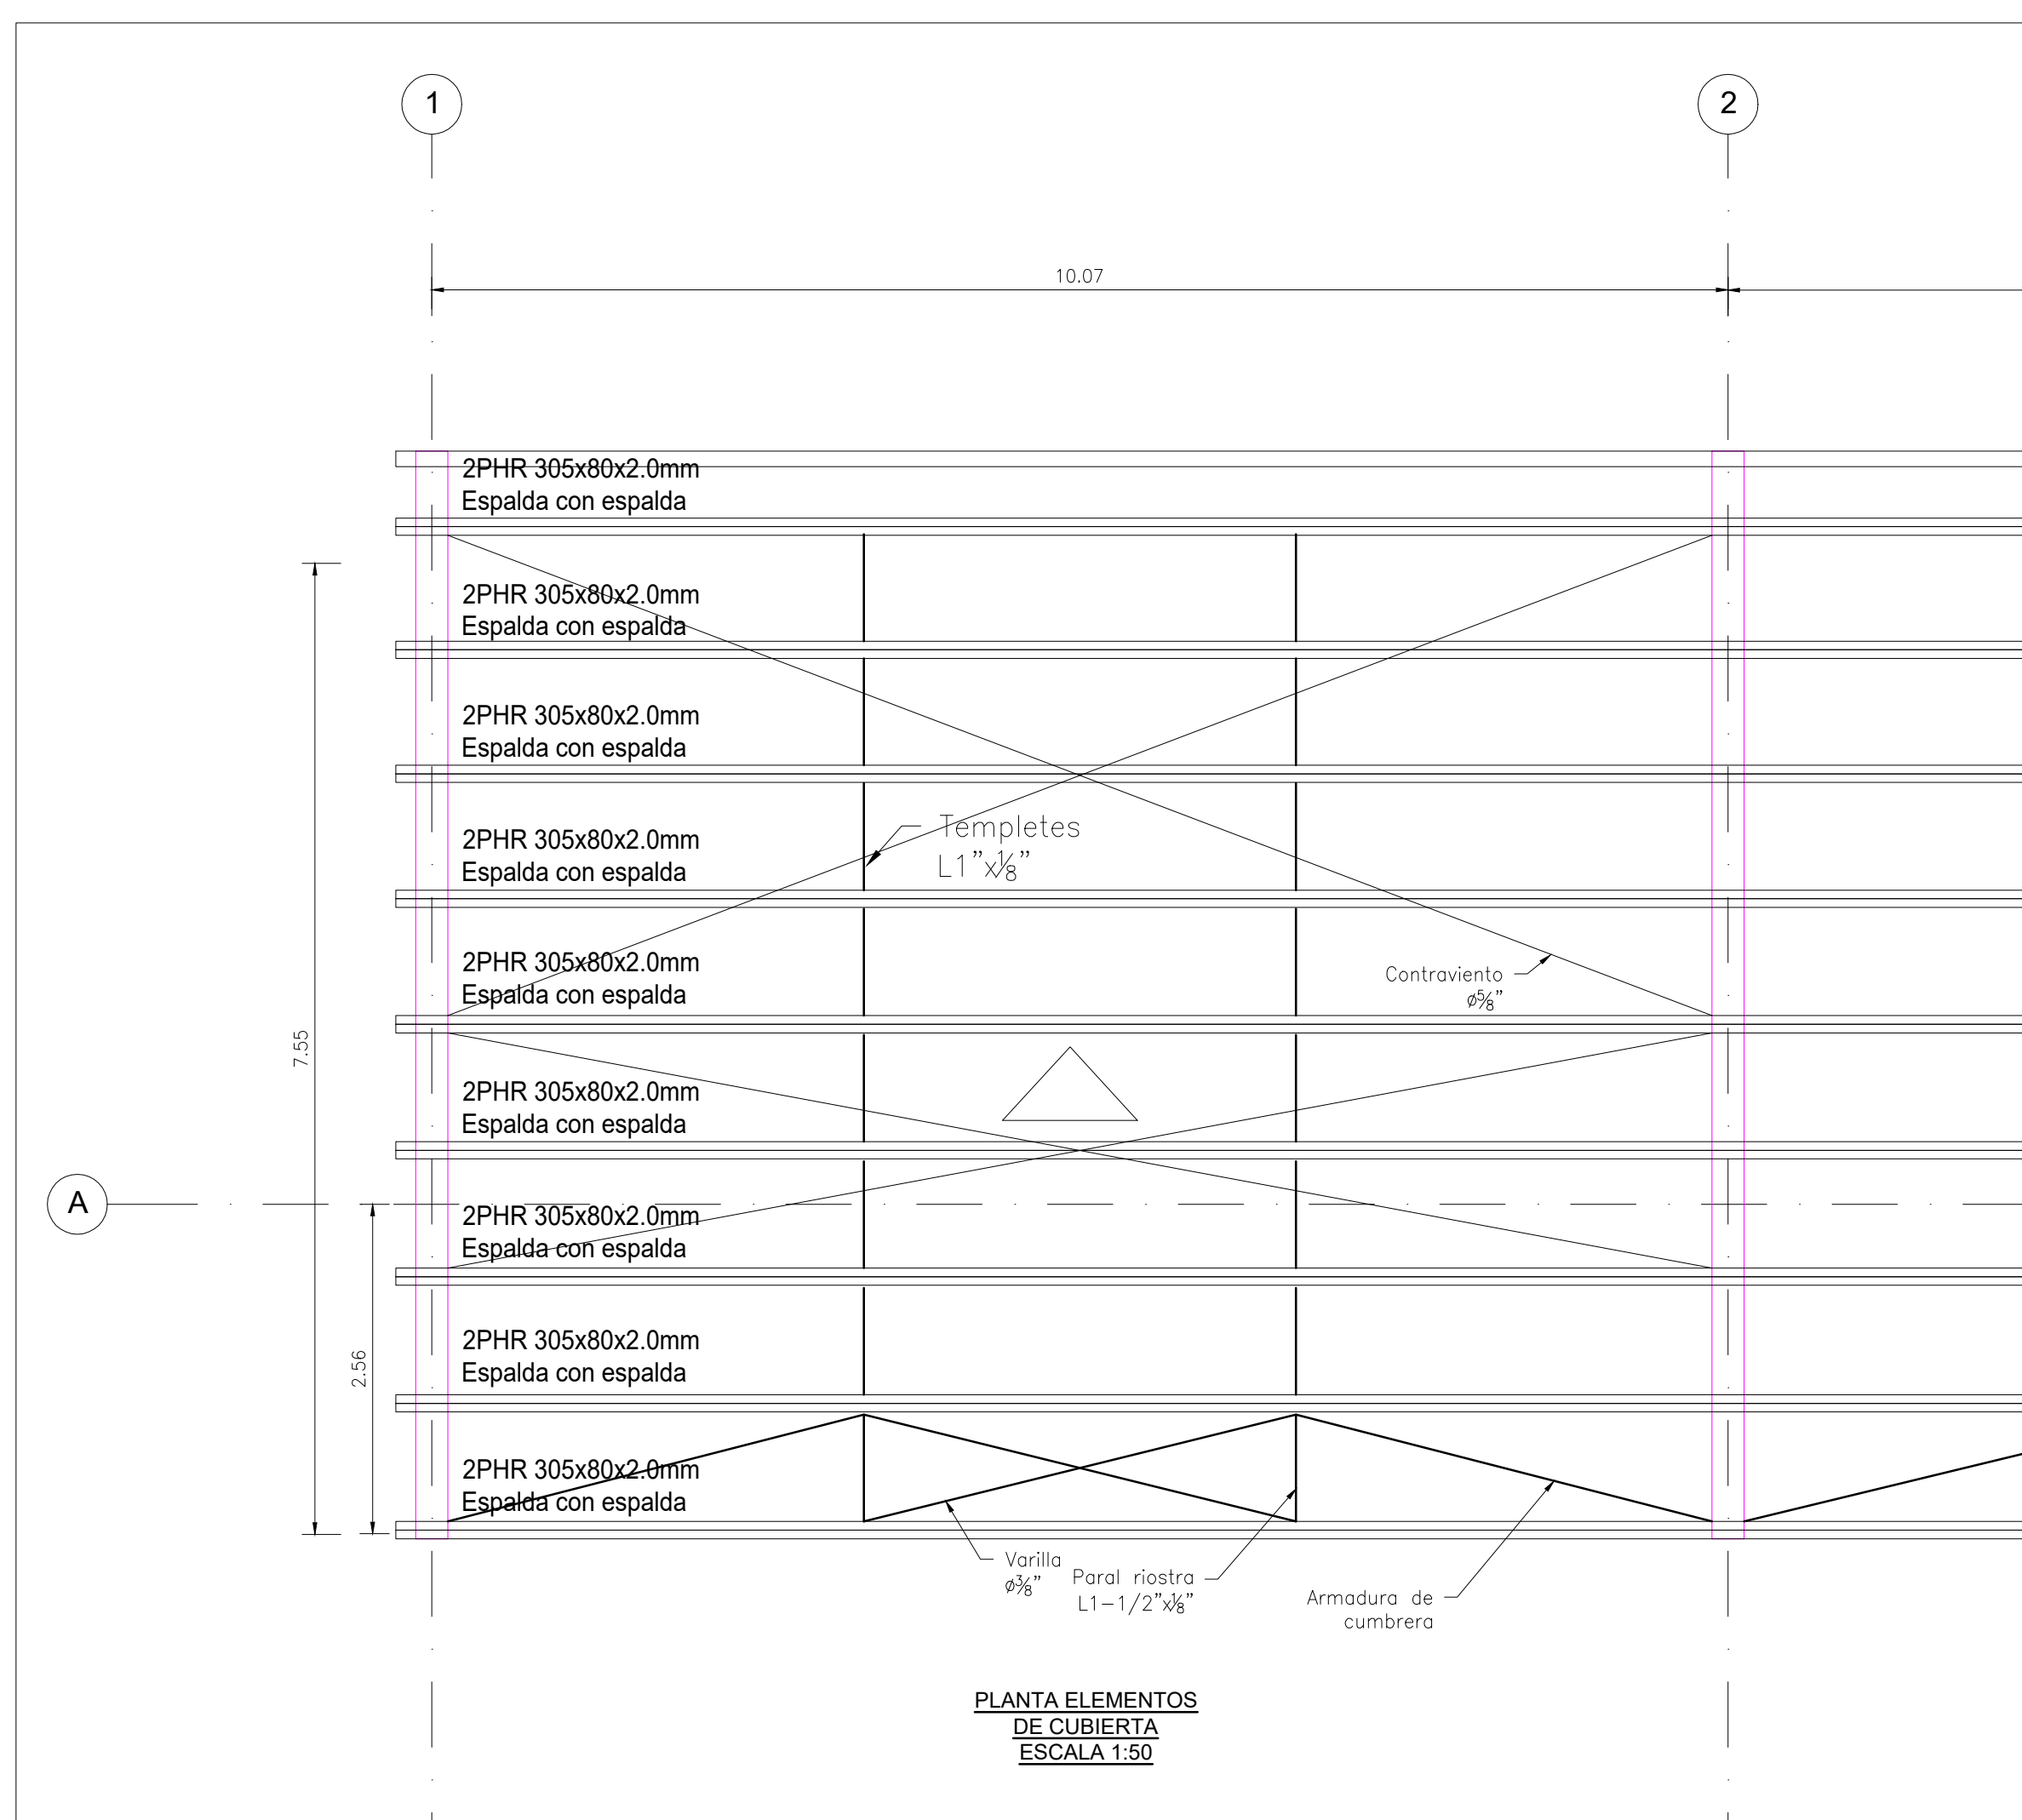 1
2
10.07
2PHR 305x80x2.0mm
Espalda con espalda
2PHR 305x80x2.0mm
Espalda con espalda
2PHR 305x80x2.0mm
Espalda con espalda
Templetes
L1"x1/8"
2PHR 305x80x2.0mm
Espalda con espalda
2PHR 305x80x2.0mm
Espalda con espalda
Contraviento
ø5/8"
7.55
2PHR 305x80x2.0mm
Espalda con espalda
A
2PHR 305x80x2.0mm
Espalda con espalda
2.56
2PHR 305x80x2.0mm
Espalda con espalda
2PHR 305x80x2.0mm
Espalda con espalda
Varilla
ø3/8"
Paral riostra
L1-1/2"x1/8"
Armadura de
cumbrera
PLANTA ELEMENTOS
DE CUBIERTA
ESCALA 1:50